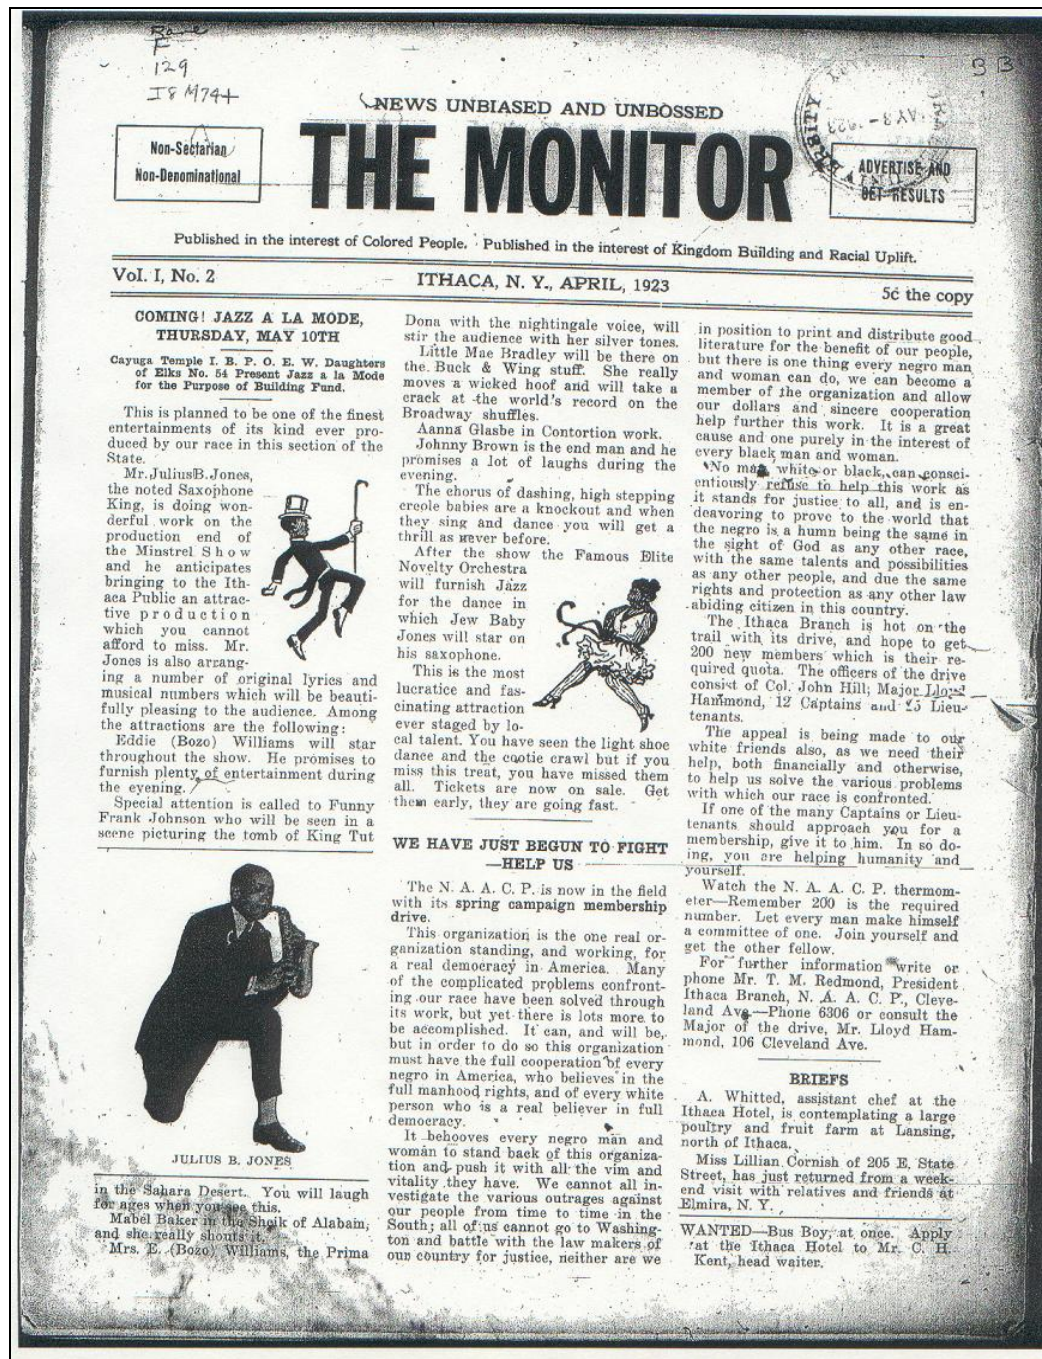 Rare
F
129
I8 M74+
B B
NEWS UNBIASED AND UNBOSSED
Non-Sectarian
Non-Denominational
THE MONITOR
ADVERTISE AND
GET RESULTS
Published in the interest of Colored People. Published in the interest of Kingdom Building and Racial Uplift.
Vol. I, No. 2
ITHACA, N. Y., APRIL, 1923
5c the copy
COMING! JAZZ A LA MODE,
THURSDAY, MAY 10TH
Cayuga Temple I. B. P. O. E. W. Daughters
of Elks No. 54 Present Jazz a la Mode
for the Purpose of Building Fund.
This is planned to be one of the finest
entertainments of its kind ever pro-
duced by our race in this section of the
State.
Mr. Julius B. Jones,
the noted Saxophone
King, is doing won-
derful work on the
production end of
the Minstrel Show
and he anticipates
bringing to the Ith-
aca Public an attrac-
tive production
which you cannot
afford to miss. Mr.
Jones is also arrang-
ing a number of original lyrics and
musical numbers which will be beauti-
fully pleasing to the audience. Among
the attractions are the following:
Eddie (Bozo) Williams will star
throughout the show. He promises to
furnish plenty of entertainment during
the evening.
Special attention is called to Funny
Frank Johnson who will be seen in a
scene picturing the tomb of King Tut
JULIUS B. JONES
in the Sahara Desert. You will laugh
for ages when you see this.
Mabel Baker in the Sheik of Alabam,
and she really shouts it.
Mrs. E. (Bozo) Williams, the Prima
Dona with the nightingale voice, will
stir the audience with her silver tones.
Little Mae Bradley will be there on
the Buck & Wing stuff. She really
moves a wicked hoof and will take a
crack at the world's record on the
Broadway shuffles.
Aanna Glasbe in Contortion work.
Johnny Brown is the end man and he
promises a lot of laughs during the
evening.
The chorus of dashing, high stepping
creole babies are a knockout and when
they sing and dance you will get a
thrill as never before.
After the show the Famous Elite
Novelty Orchestra
will furnish Jazz
for the dance in
which Jew Baby
Jones will star on
his saxophone.
This is the most
lucratice and fas-
cinating attraction
ever staged by lo-
cal talent. You have seen the light shoe
dance and the cootie crawl but if you
miss this treat, you have missed them
all. Tickets are now on sale. Get
them early, they are going fast.
WE HAVE JUST BEGUN TO FIGHT
—HELP US
The N. A. A. C. P. is now in the field
with its spring campaign membership
drive.
This organization is the one real or-
ganization standing, and working, for
a real democracy in America. Many
of the complicated problems confront-
ing our race have been solved through
its work, but yet there is lots more to
be accomplished. It can, and will be,
but in order to do so this organization
must have the full cooperation of every
negro in America, who believes in the
full manhood rights, and of every white
person who is a real believer in full
democracy.
It behooves every negro man and
woman to stand back of this organiza-
tion and push it with all the vim and
vitality they have. We cannot all in-
vestigate the various outrages against
our people from time to time in the
South; all of us cannot go to Washing-
ton and battle with the law makers of
our country for justice, neither are we
in position to print and distribute good
literature for the benefit of our people,
but there is one thing every negro man
and woman can do, we can become a
member of the organization and allow
our dollars and sincere cooperation
help further this work. It is a great
cause and one purely in the interest of
every black man and woman.
No man, white or black, can consci-
entiously refuse to help this work as
it stands for justice to all, and is en-
deavoring to prove to the world that
the negro is a humn being the same in
the sight of God as any other race,
with the same talents and possibilities
as any other people, and due the same
rights and protection as any other law
abiding citizen in this country.
The Ithaca Branch is hot on the
trail with its drive, and hope to get
200 new members which is their re-
quired quota. The officers of the drive
consist of Col. John Hill; Major Lloyd
Hammond, 12 Captains and 25 Lieu-
tenants.
The appeal is being made to our
white friends also, as we need their
help, both financially and otherwise,
to help us solve the various problems
with which our race is confronted.
If one of the many Captains or Lieu-
tenants should approach you for a
membership, give it to him. In so do-
ing, you are helping humanity and
yourself.
Watch the N. A. A. C. P. thermom-
eter—Remember 200 is the required
number. Let every man make himself
a committee of one. Join yourself and
get the other fellow.
For further information write or
phone Mr. T. M. Redmond, President
Ithaca Branch, N. A. A. C. P., Cleve-
land Ave.—Phone 6306 or consult the
Major of the drive, Mr. Lloyd Ham-
mond, 106 Cleveland Ave.
BRIEFS
A. Whitted, assistant chef at the
Ithaca Hotel, is contemplating a large
poultry and fruit farm at Lansing,
north of Ithaca.
Miss Lillian Cornish of 205 E. State
Street, has just returned from a week-
end visit with relatives and friends at
Elmira, N. Y.
WANTED—Bus Boy, at once. Apply
at the Ithaca Hotel to Mr. C. H.
Kent, head waiter.